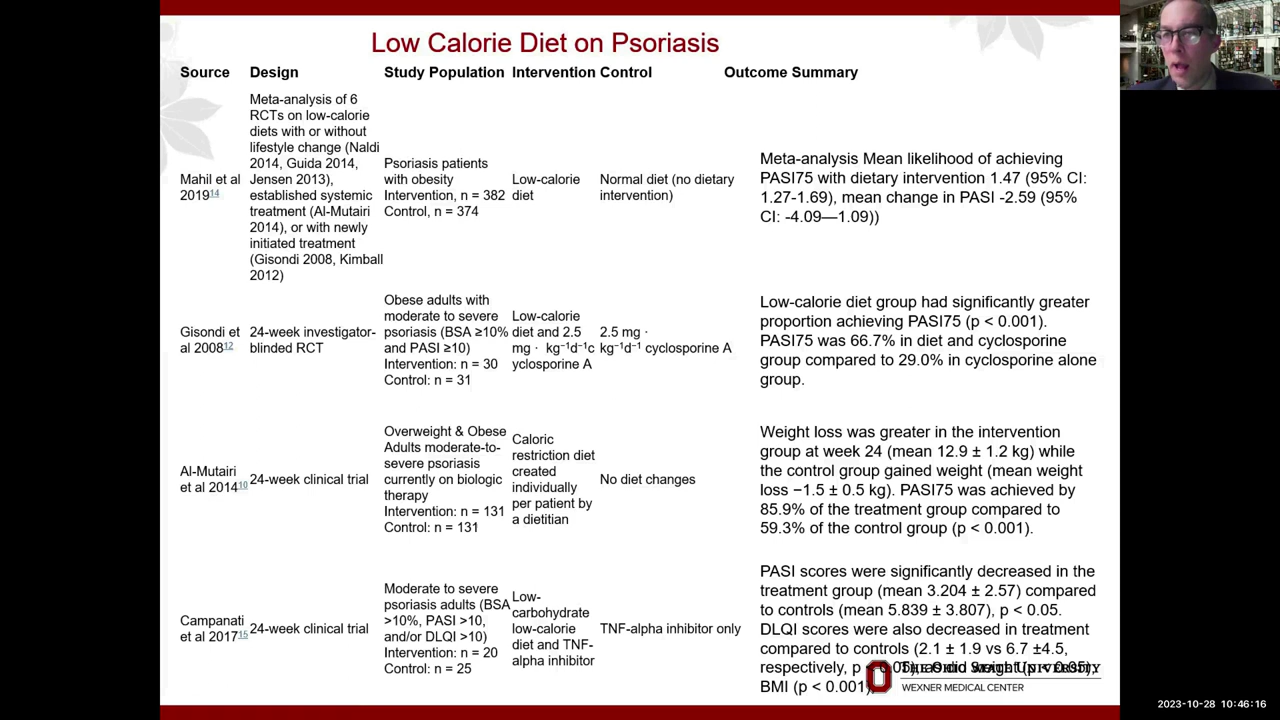 Low Calorie Diet on Psoriasis
Source Design Study Population Intervention Control Outcome Summary
Mahil et al
201914
Meta-analysis of 6
RCTs on low-calorie
diets with or without
lifestyle change (Naldi
2014, Guida 2014,
Jensen 2013),
established systemic
treatment (Al-Mutairi
2014), or with newly
initiated treatment
(Gisondi 2008, Kimball
2012)
Psoriasis patients
with obesity
Intervention, n = 382
Control, n = 374
Low-calorie
diet
Normal diet (no dietary
intervention)
Meta-analysis Mean likelihood of achieving
PASI75 with dietary intervention 1.47 (95% CI:
1.27-1.69), mean change in PASI -2.59 (95%
CI: -4.09—1.09))
Gisondi et
al 200812
24-week investigator-
blinded RCT
Obese adults with
moderate to severe
psoriasis (BSA ≥10%
and PASI ≥10)
Intervention: n = 30
Control: n = 31
Low-calorie
diet and 2.5
mg · kg⁻¹d⁻¹c
yclosporine A
2.5 mg ·
kg⁻¹d⁻¹ cyclosporine A
Low-calorie diet group had significantly greater
proportion achieving PASI75 (p < 0.001).
PASI75 was 66.7% in diet and cyclosporine
group compared to 29.0% in cyclosporine alone
group.
Al-Mutairi
et al 201410
24-week clinical trial
Overweight & Obese
Adults moderate-to-
severe psoriasis
currently on biologic
therapy
Intervention: n = 131
Control: n = 131
Caloric
restriction diet
created
individually
per patient by
a dietitian
No diet changes
Weight loss was greater in the intervention
group at week 24 (mean 12.9 ± 1.2 kg) while
the control group gained weight (mean weight
loss −1.5 ± 0.5 kg). PASI75 was achieved by
85.9% of the treatment group compared to
59.3% of the control group (p < 0.001).
Campanati
et al 201715
24-week clinical trial
Moderate to severe
psoriasis adults (BSA
>10%, PASI >10,
and/or DLQI >10)
Intervention: n = 20
Control: n = 25
Low-
carbohydrate
low-calorie
diet and TNF-
alpha inhibitor
TNF-alpha inhibitor only
PASI scores were significantly decreased in the
treatment group (mean 3.204 ± 2.57) compared
to controls (mean 5.839 ± 3.807), p < 0.05.
DLQI scores were also decreased in treatment
compared to controls (2.1 ± 1.9 vs 6.7 ±4.5,
respectively, p
BMI (p < 0.001)
THE OHIO STATE UNIVERSITY
WEXNER MEDICAL CENTER
2023-10-28 10:46:16